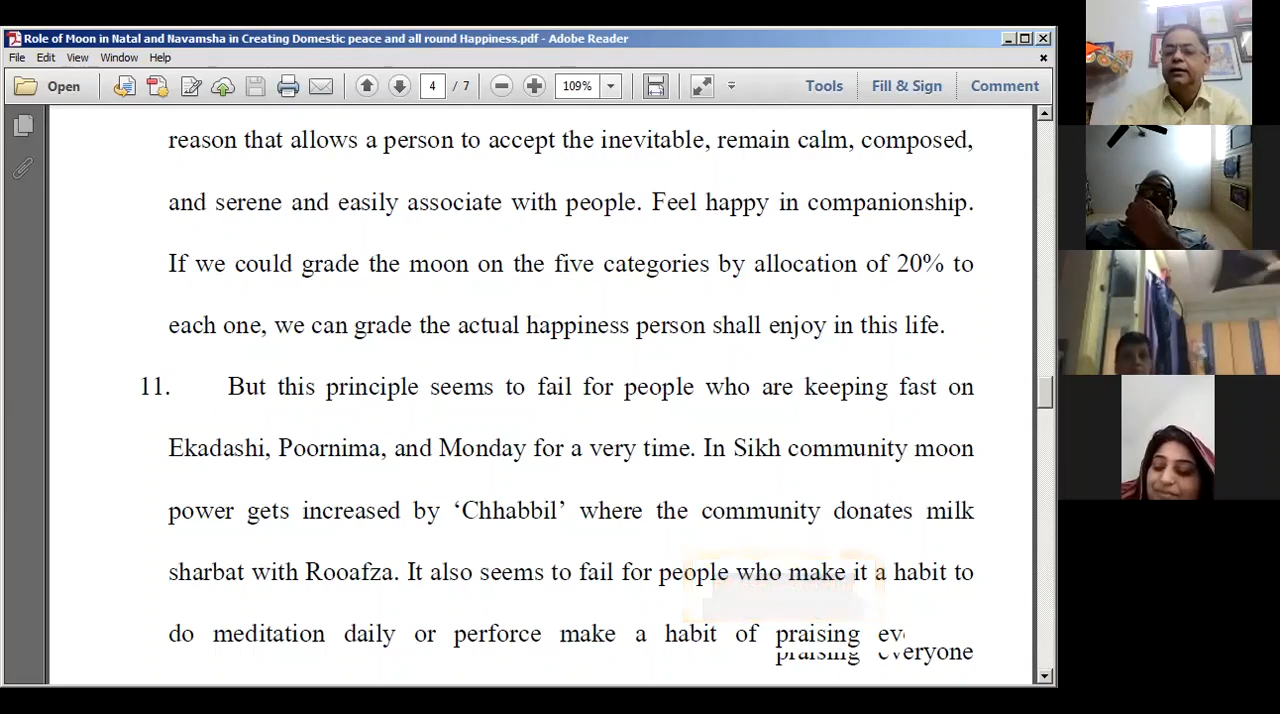 Role of Moon in Natal and Navamsha in Creating Domestic peace and all round Happiness.pdf - Adobe Reader
File Edit View Window Help
Open 4 / 7 109% Tools Fill & Sign Comment
reason that allows a person to accept the inevitable, remain calm, composed,
and serene and easily associate with people. Feel happy in companionship.
If we could grade the moon on the five categories by allocation of 20% to
each one, we can grade the actual happiness person shall enjoy in this life.
11. But this principle seems to fail for people who are keeping fast on
Ekadashi, Poornima, and Monday for a very time. In Sikh community moon
power gets increased by ‘Chhabbil’ where the community donates milk
sharbat with Rooafza. It also seems to fail for people who make it a habit to
do meditation daily or perforce make a habit of praising ev
praising everyone